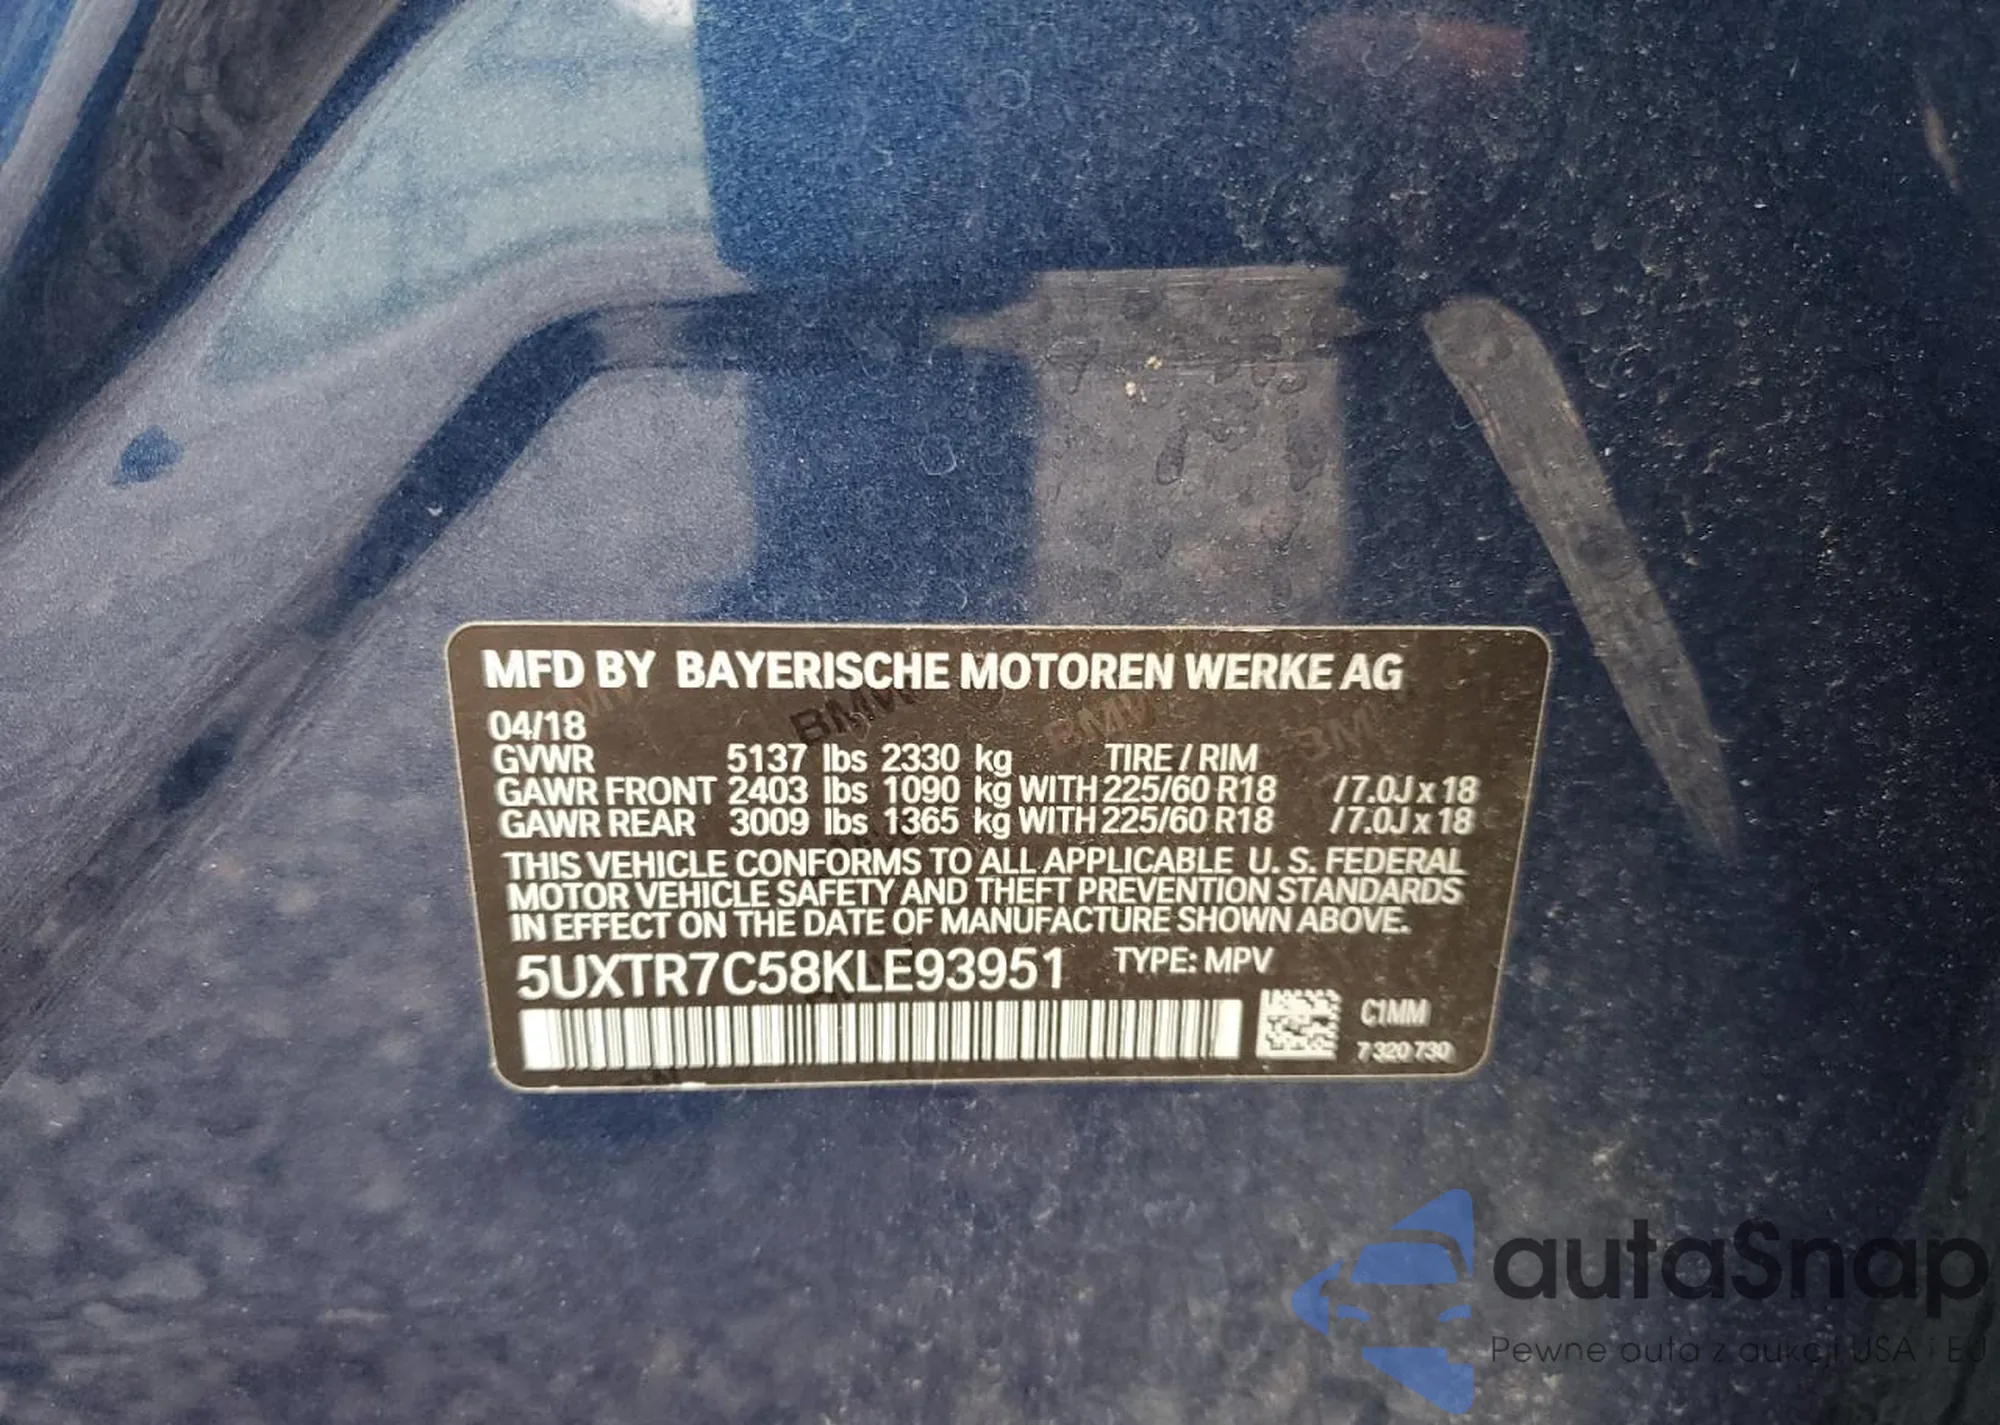 MFD BY BAYERISCHE MOTOREN WERKE AG
04/18
GVWR 5137 lbs 2330 kg TIRE / RIM
GAWR FRONT 2403 lbs 1090 kg WITH 225/60 R18 /7.0J x 18
GAWR REAR 3009 lbs 1365 kg WITH 225/60 R18 /7.0J x 18
THIS VEHICLE CONFORMS TO ALL APPLICABLE U. S. FEDERAL
MOTOR VEHICLE SAFETY AND THEFT PREVENTION STANDARDS
IN EFFECT ON THE DATE OF MANUFACTURE SHOWN ABOVE.
5UXTR7C58KLE93951 TYPE: MPV
C1MM
7 320 730
BMW BMW BMW
autaSnap
Pewne auta z aukcji USA i EU